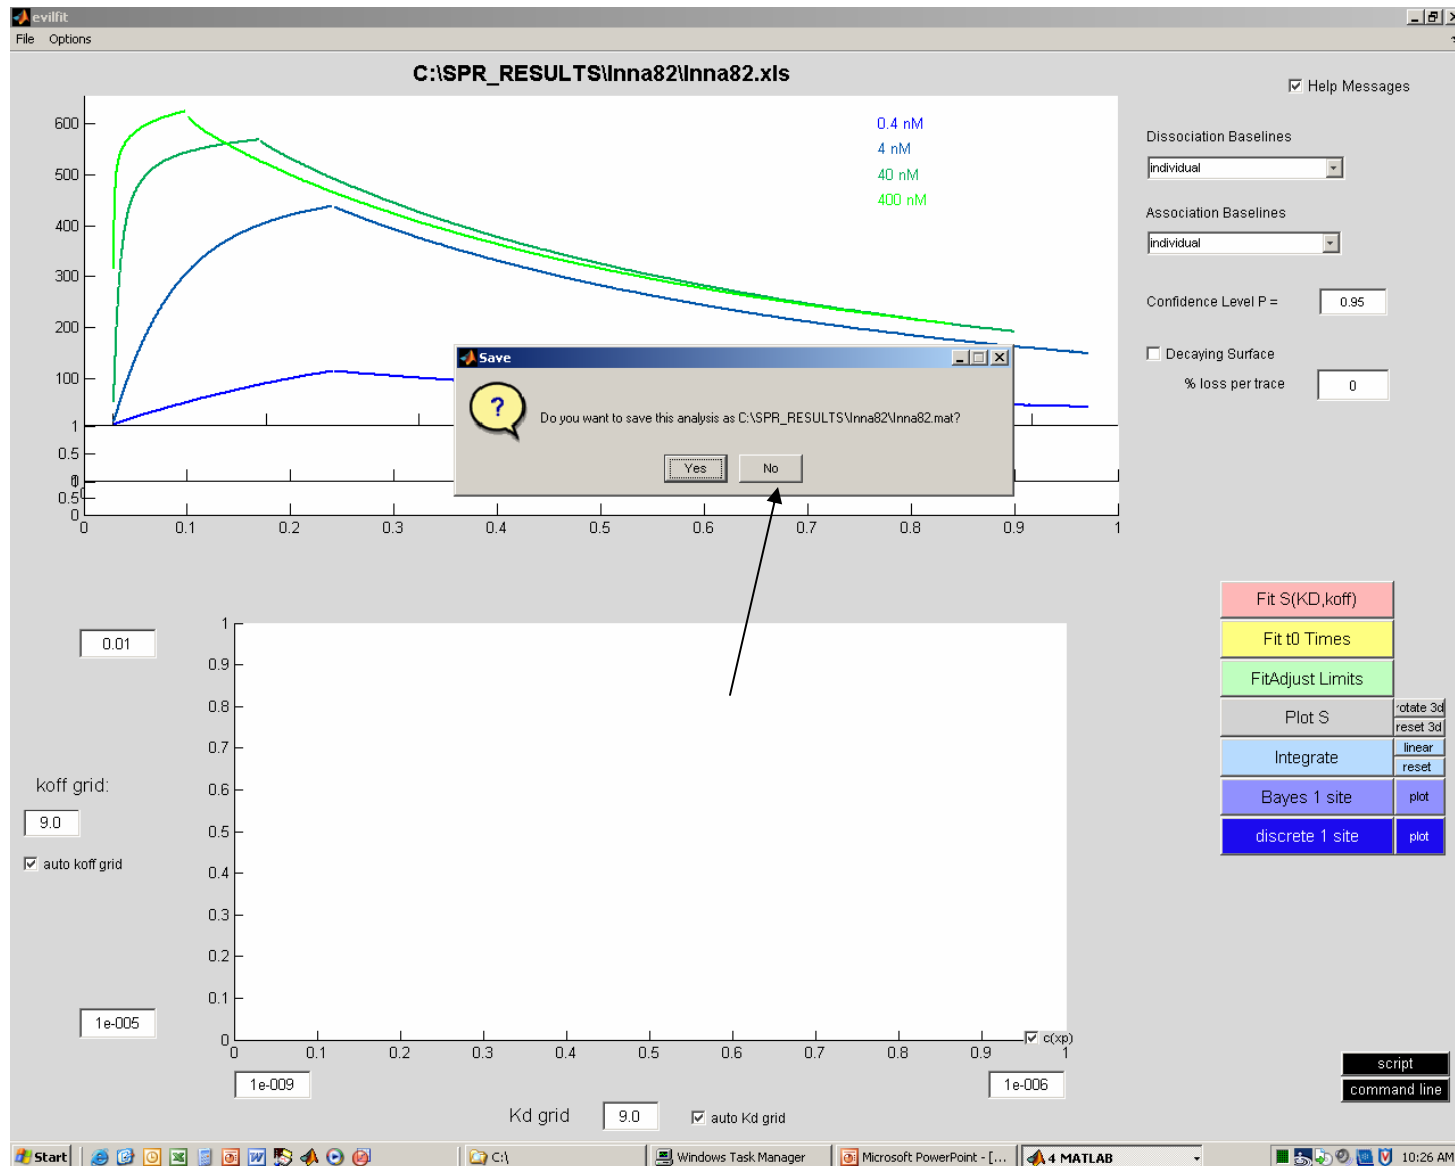 evilfit
File Options
C:\SPR_RESULTS\Inna82\Inna82.xls
Help Messages
600
500
400
300
200
100
0.4 nM
4 nM
40 nM
400 nM
Dissociation Baselines
individual
Association Baselines
individual
Confidence Level P = 0.95
Decaying Surface
% loss per trace 0
Save
Do you want to save this analysis as C:\SPR_RESULTS\Inna82\Inna82.mat?
Yes No
1
0.5
0.5
0
0 0.1 0.2 0.3 0.4 0.5 0.6 0.7 0.8 0.9 1
Fit S(KD,koff)
Fit t0 Times
FitAdjust Limits
Plot S
rotate 3d
reset 3d
Integrate
linear
reset
Bayes 1 site plot
discrete 1 site plot
0.01
koff grid:
9.0
auto koff grid
1e-005
1
0.9
0.8
0.7
0.6
0.5
0.4
0.3
0.2
0.1
0
0 0.1 0.2 0.3 0.4 0.5 0.6 0.7 0.8 0.9 1
c(xp)
1e-009 1e-006
Kd grid 9.0 auto Kd grid
script
command line
Start C:\ Windows Task Manager Microsoft PowerPoint - [... 4 MATLAB 10:26 AM